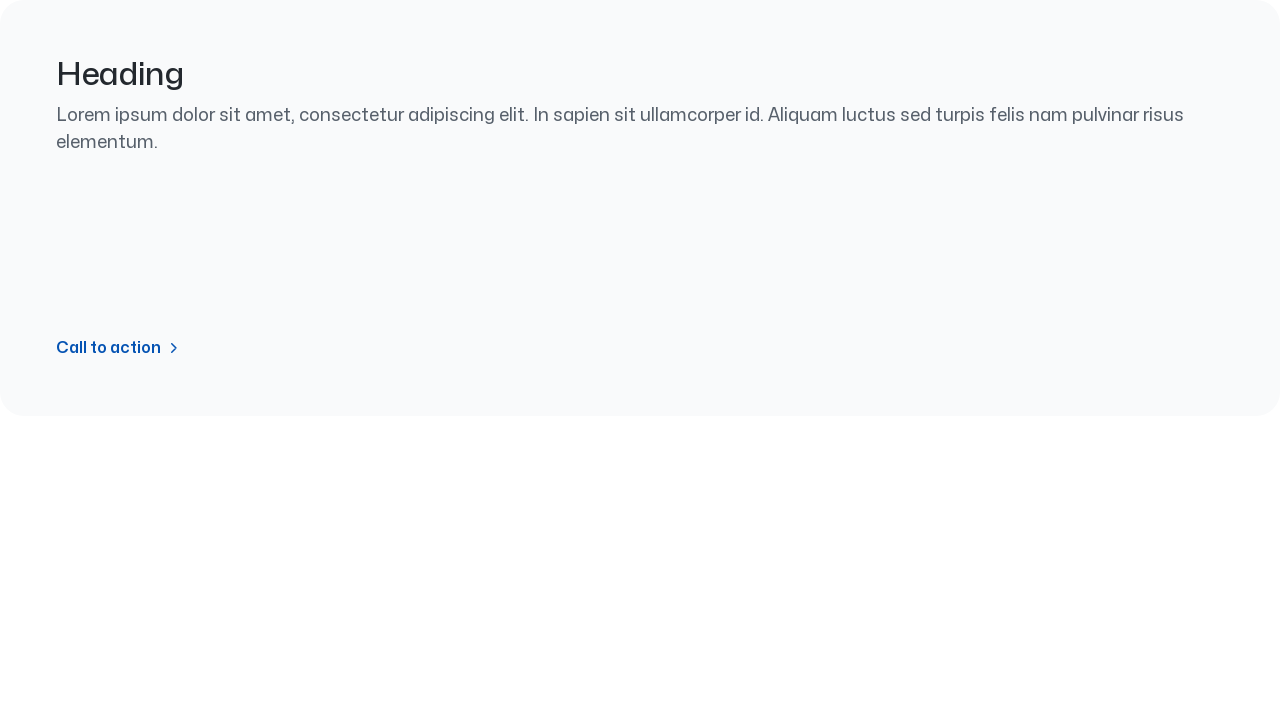 Heading
Lorem ipsum dolor sit amet, consectetur adipiscing elit. In sapien sit ullamcorper id. Aliquam luctus sed turpis felis nam pulvinar risus
elementum.
Call to action